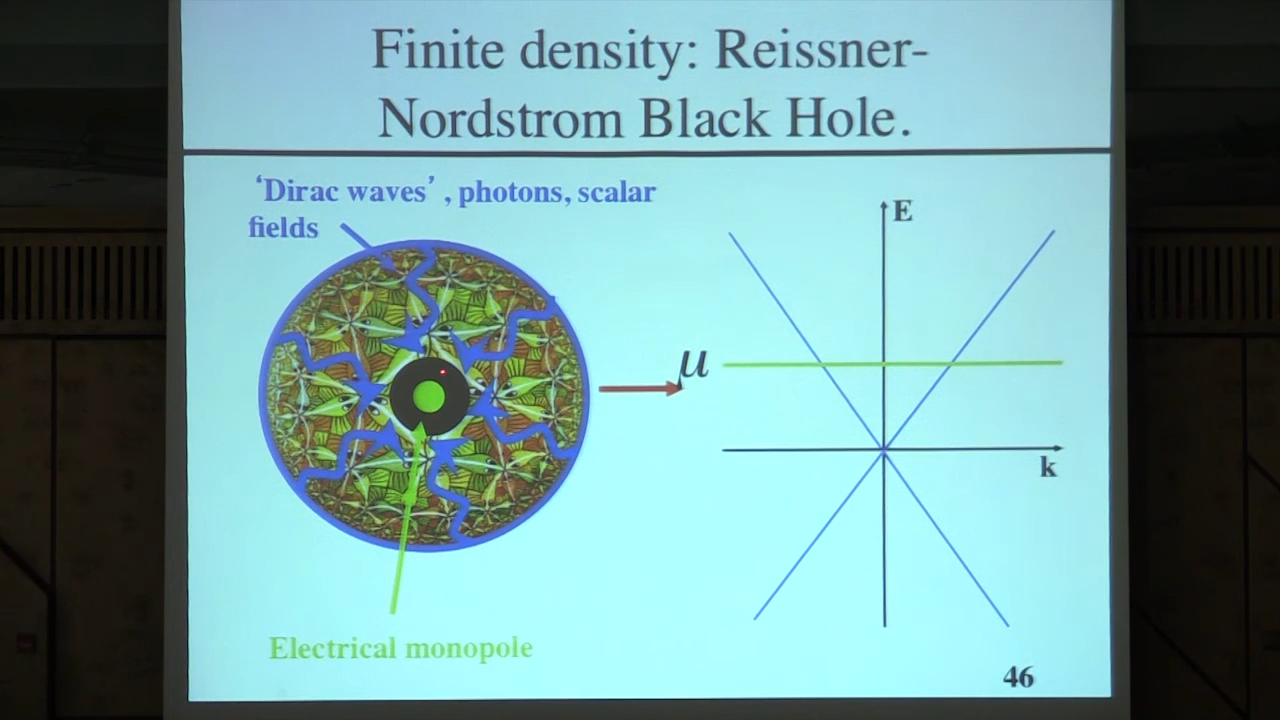 Finite density: Reissner-
Nordstrom Black Hole.
‘Dirac waves’, photons, scalar
fields
E
μ
k
Electrical monopole
46